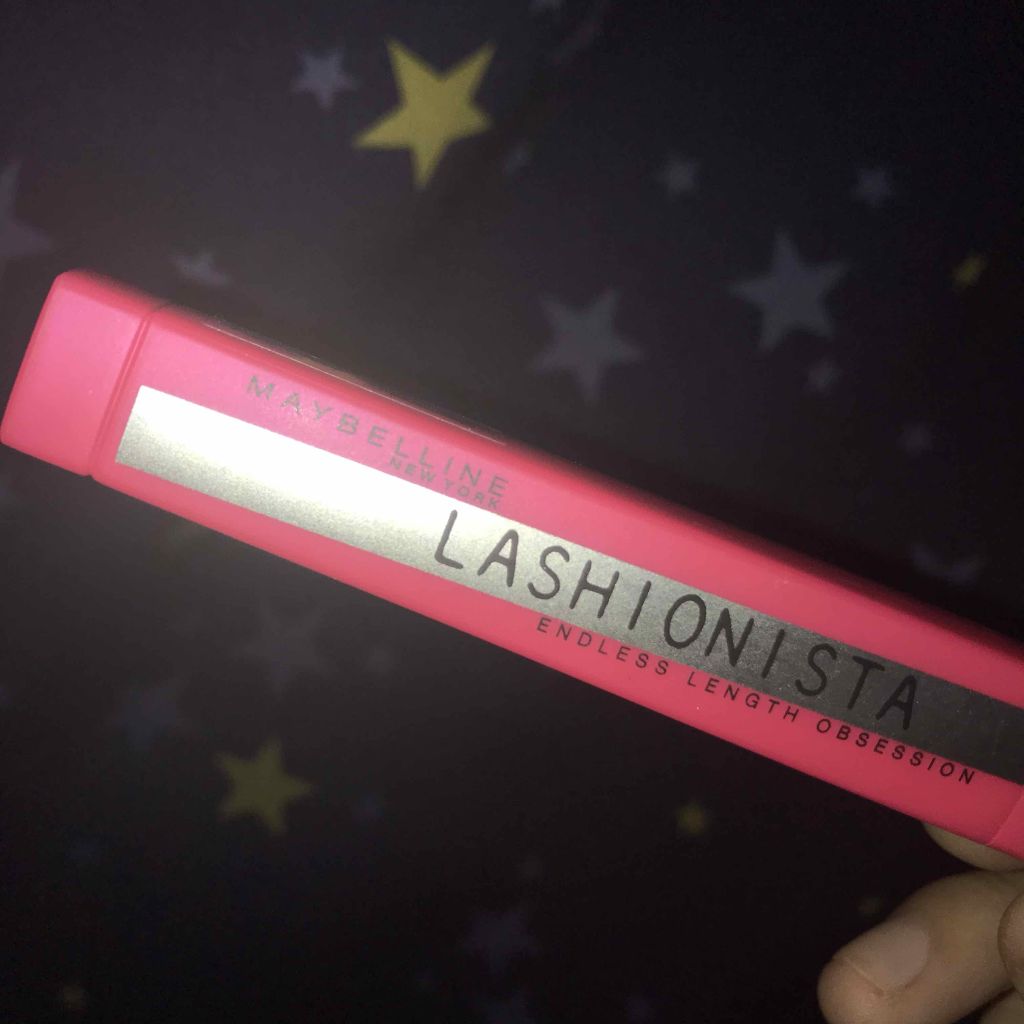 MAYBELLINE
NEW YORK
LASHIONISTA
ENDLESS LENGTH OBSESSION